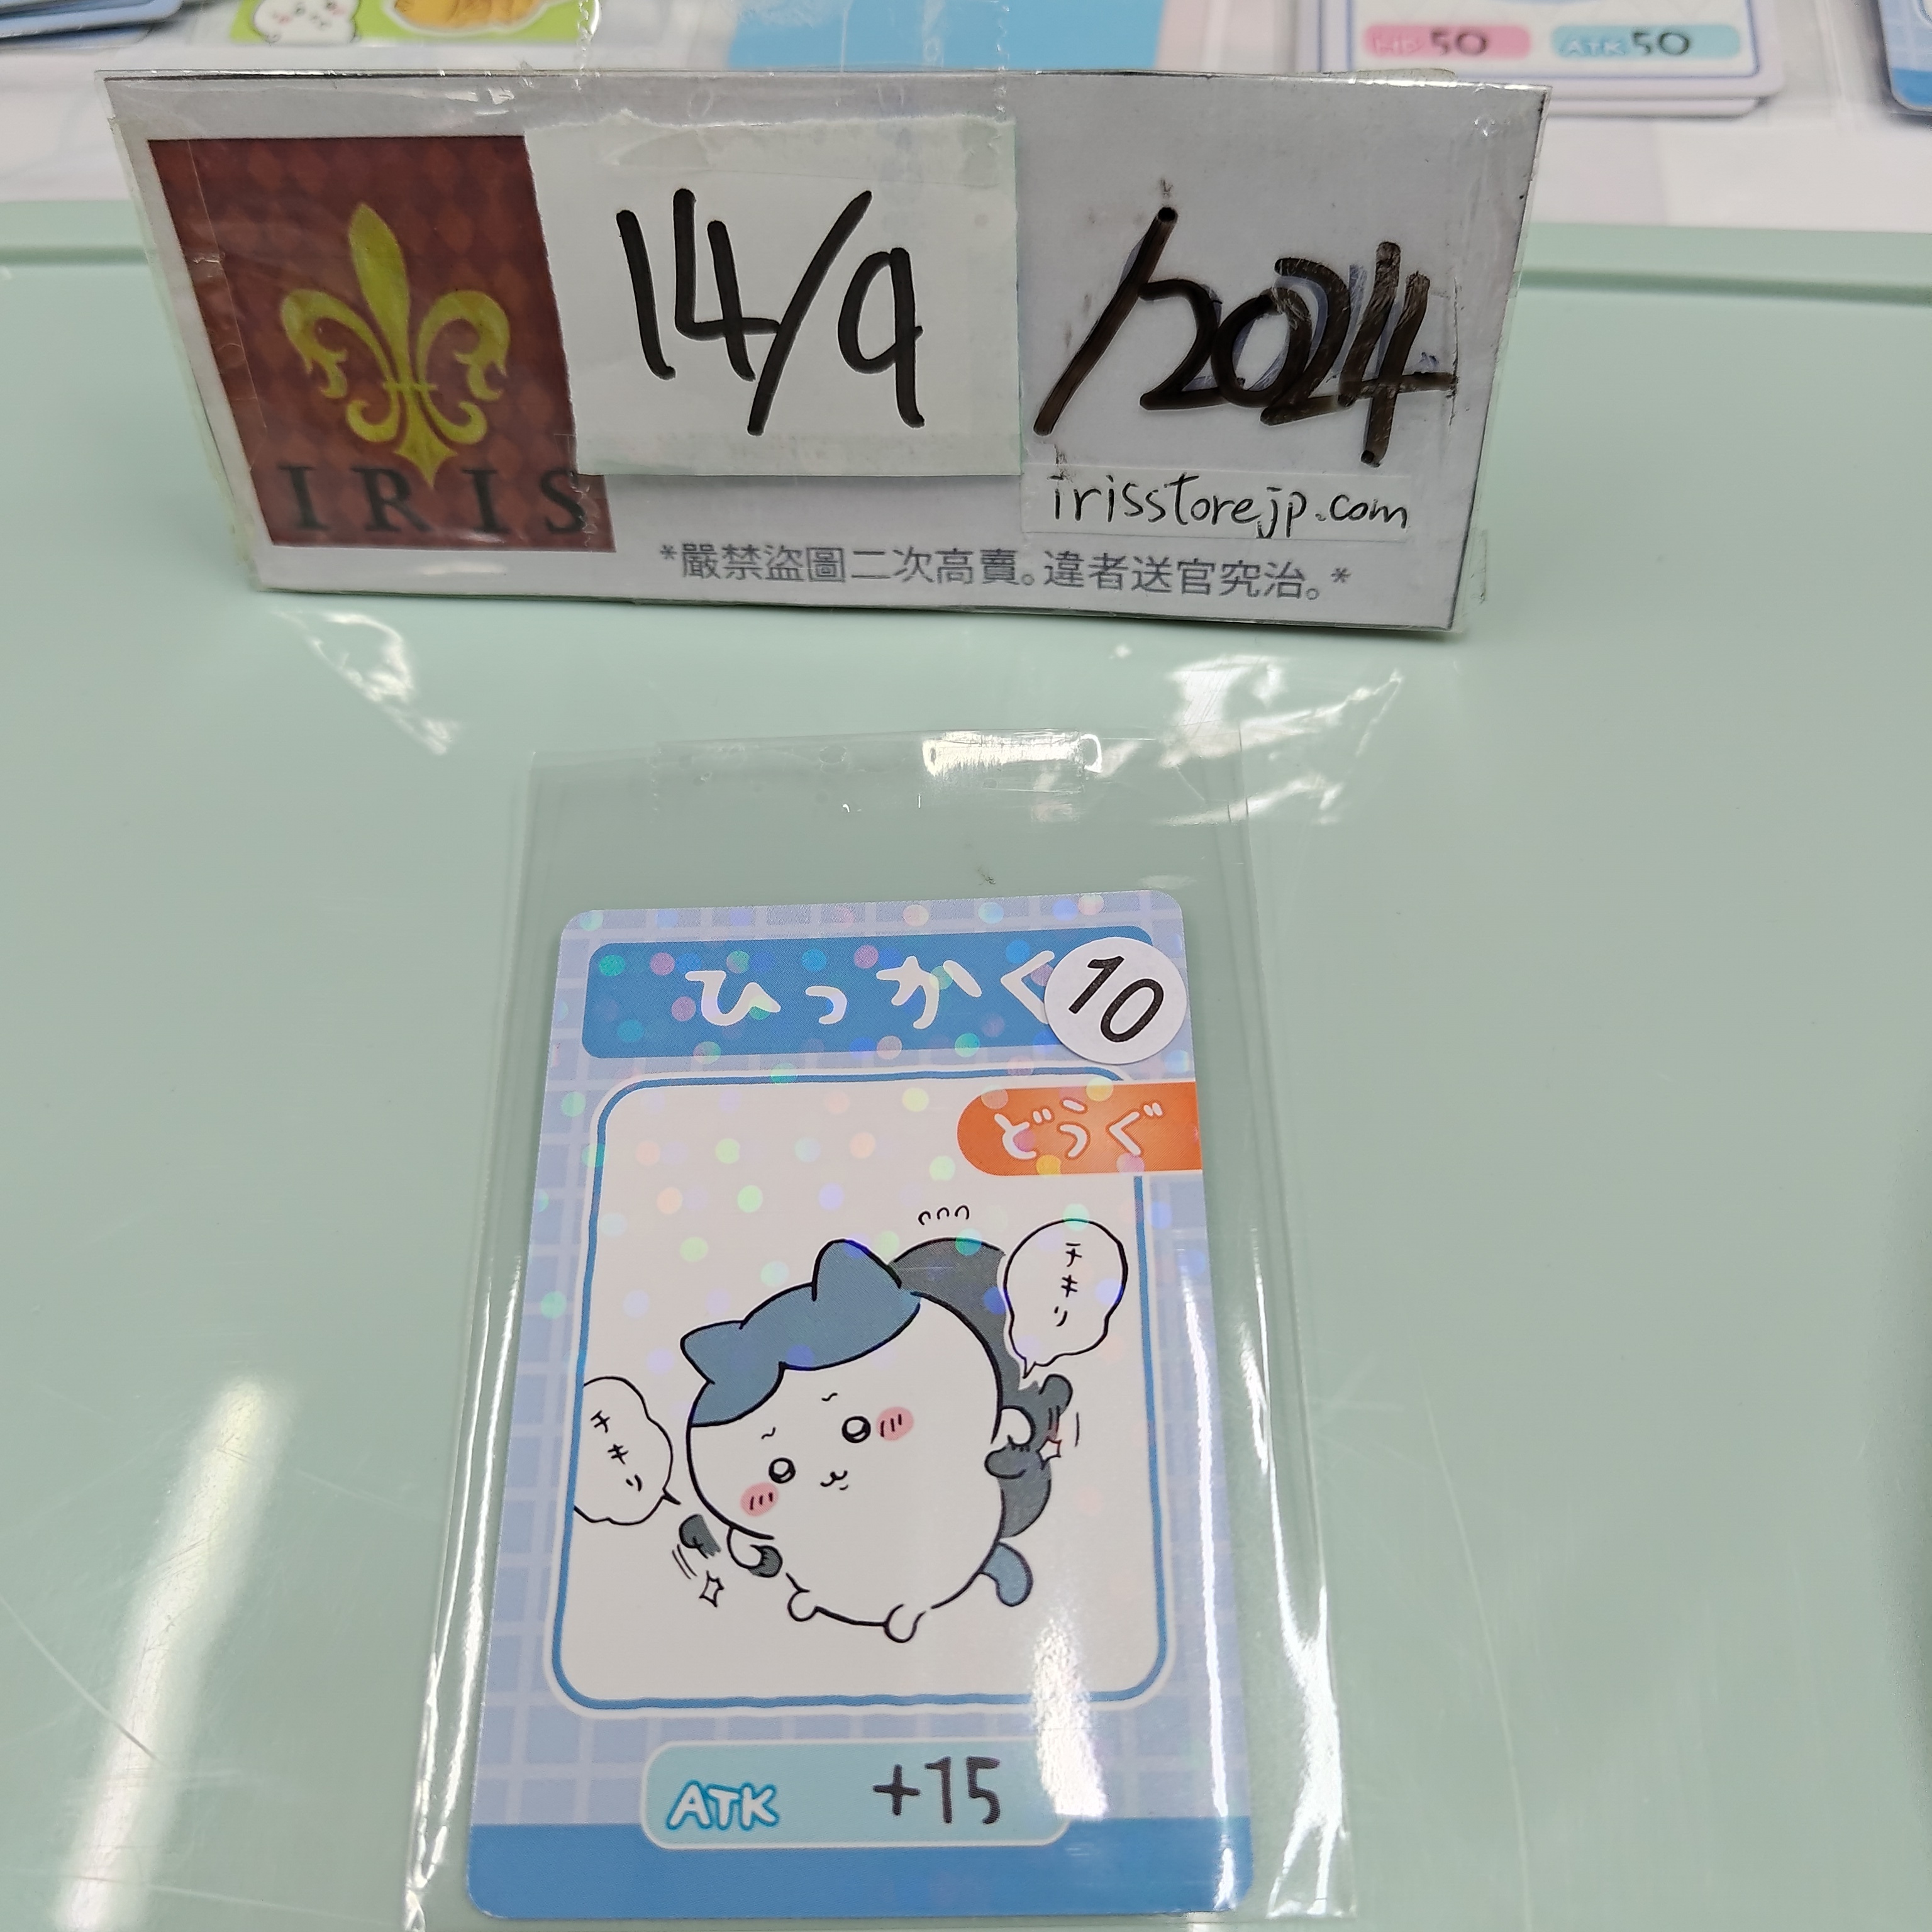 HP 50
ATK 50
14/9
/2024
IRIS
irisstorejp.com
*嚴禁盜圖二次高賣。違者送官究治。*
ひっかく
10
どうぐ
チキリ
チキリ
ATK +15